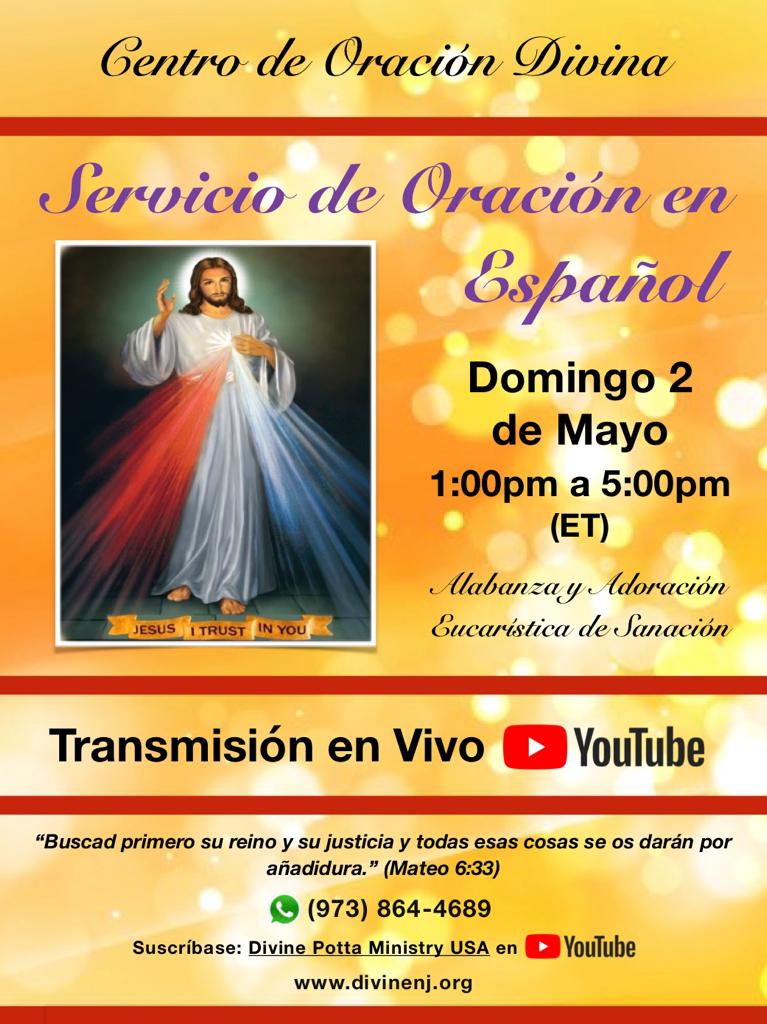 Centro de Oración Divina
Servicio de Oración en
Español
Domingo 2
de Mayo
1:00pm a 5:00pm
(ET)
Alabanza y Adoración
Eucarística de Sanación
JESUS I TRUST IN YOU
Transmisión en Vivo YouTube
“Buscad primero su reino y su justicia y todas esas cosas se os darán por
añadidura.” (Mateo 6:33)
(973) 864-4689
Suscríbase: Divine Potta Ministry USA en YouTube
www.divinenj.org